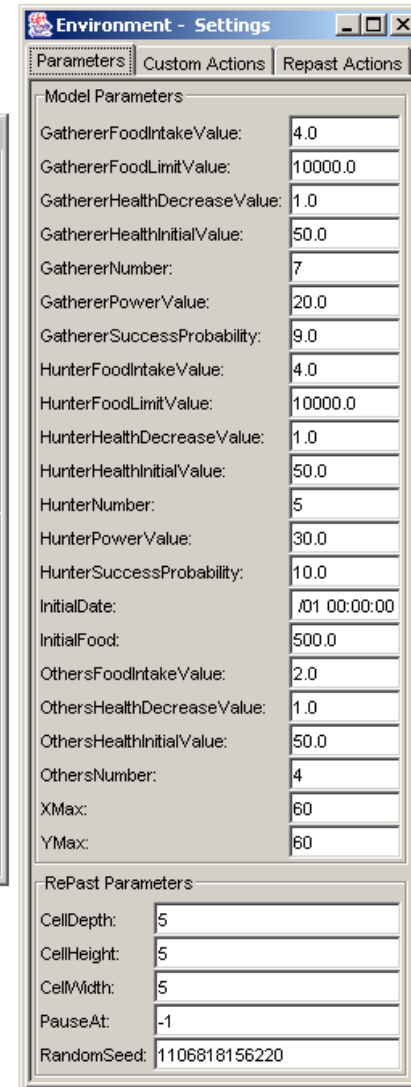 Environment - Settings
Parameters Custom Actions Repast Actions
Model Parameters
GathererFoodIntakeValue: 4.0
GathererFoodLimitValue: 10000.0
GathererHealthDecreaseValue: 1.0
GathererHealthInitialValue: 50.0
GathererNumber: 7
GathererPowerValue: 20.0
GathererSuccessProbability: 9.0
HunterFoodIntakeValue: 4.0
HunterFoodLimitValue: 10000.0
HunterHealthDecreaseValue: 1.0
HunterHealthInitialValue: 50.0
HunterNumber: 5
HunterPowerValue: 30.0
HunterSuccessProbability: 10.0
InitialDate: /01 00:00:00
InitialFood: 500.0
OthersFoodIntakeValue: 2.0
OthersHealthDecreaseValue: 1.0
OthersHealthInitialValue: 50.0
OthersNumber: 4
XMax: 60
YMax: 60
RePast Parameters
CellDepth: 5
CellHeight: 5
CellWidth: 5
PauseAt: -1
RandomSeed: 1106818156220